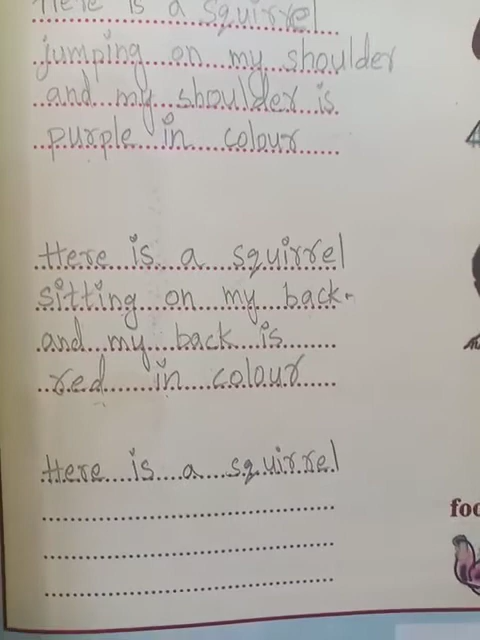 Here is a squirrel
jumping on my shoulder
and my shoulder is
purple in colour
Here is a squirrel
sitting on my back.
and my back is
red in colour
Here is a squirrel